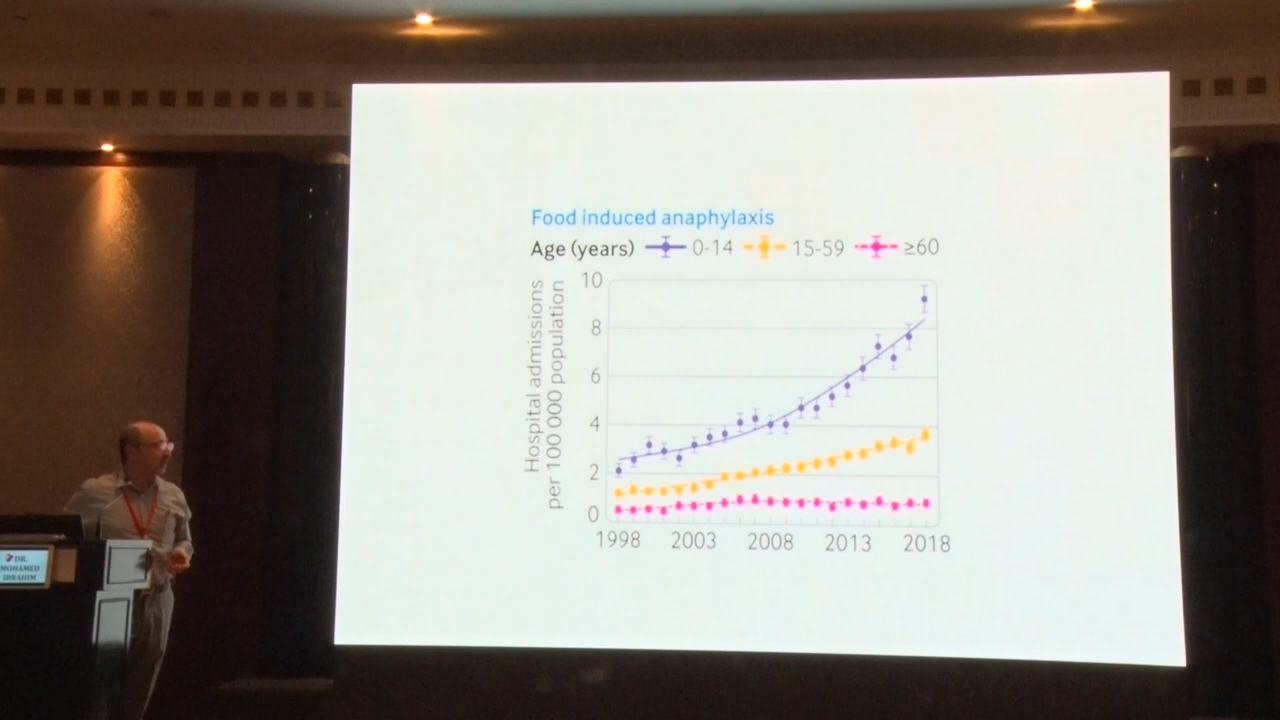 Food induced anaphylaxis
Age (years) 0-14 15-59 ≥60
Hospital admissions
per 100 000 population
10
8
6
4
2
0
1998 2003 2008 2013 2018
DR.
MOHAMED
IBRAHIM